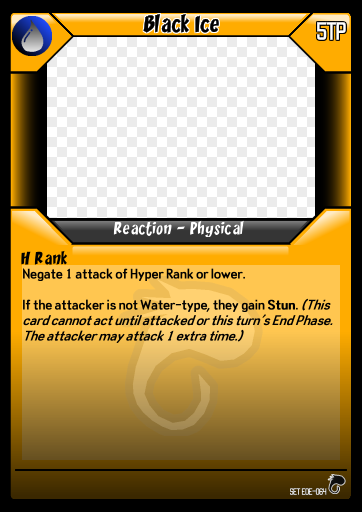 Black Ice
5TP
Reaction - Physical
H Rank
Negate 1 attack of Hyper Rank or lower.
If the attacker is not Water-type, they gain Stun. (This
card cannot act until attacked or this turn's End Phase.
The attacker may attack 1 extra time.)
SET EDE-064